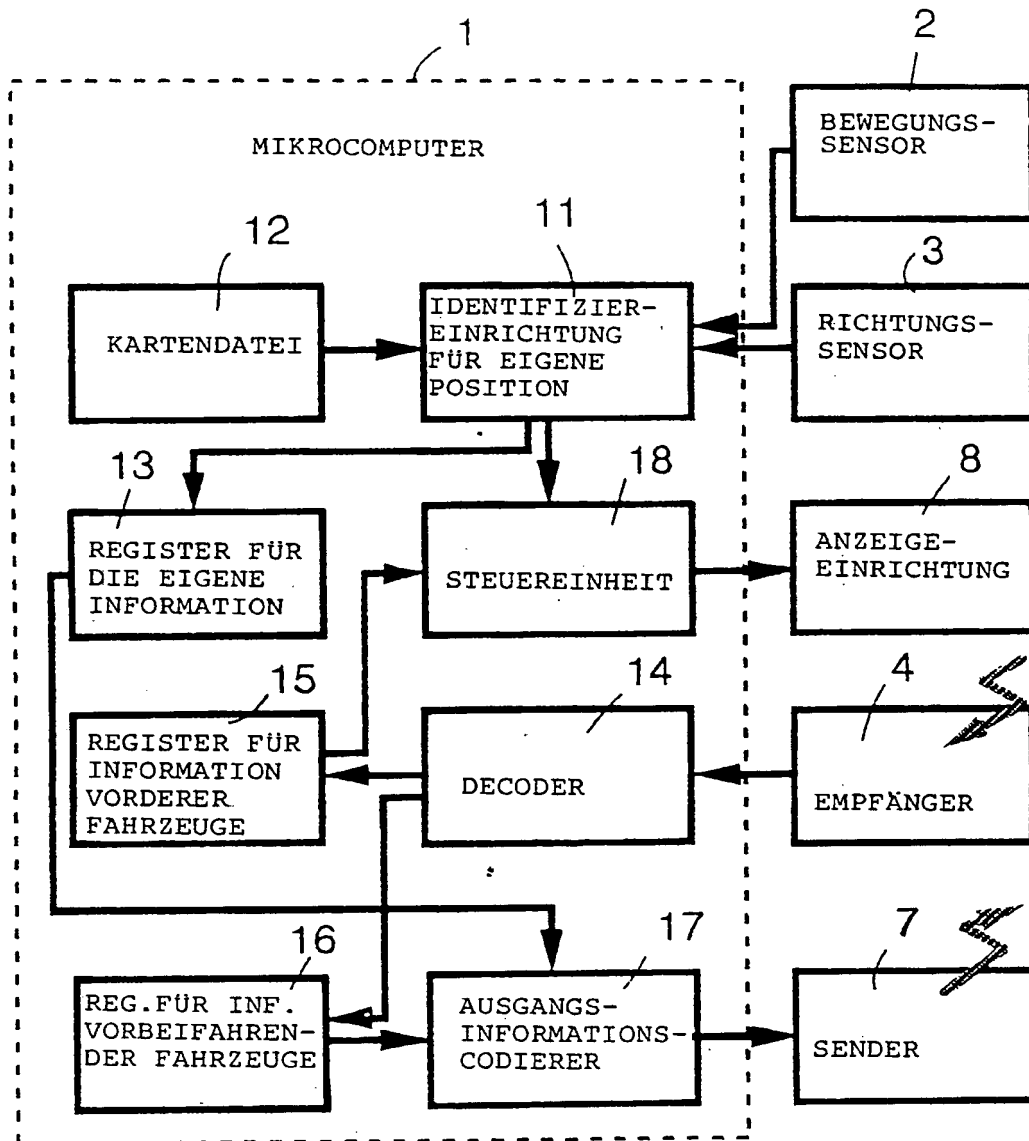 1
2
MIKROCOMPUTER
BEWEGUNGS-
SENSOR
12
11
3
KARTENDATEI
IDENTIFIZIER-
EINRICHTUNG
FÜR EIGENE
POSITION
RICHTUNGS-
SENSOR
13
18
8
REGISTER FÜR
DIE EIGENE
INFORMATION
STEUEREINHEIT
ANZEIGE-
EINRICHTUNG
15
14
4
REGISTER FÜR
INFORMATION
VORDERER
FAHRZEUGE
DECODER
EMPFÄNGER
16
17
7
REG.FÜR INF.
VORBEIFAHREN-
DER FAHRZEUGE
AUSGANGS-
INFORMATIONS-
CODIERER
SENDER